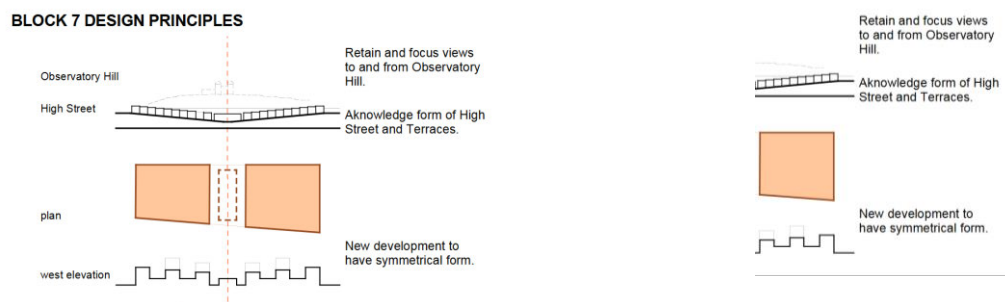 BLOCK 7 DESIGN PRINCIPLES
Observatory Hill
Retain and focus views
to and from Observatory
Hill.
High Street
Aknowledge form of High
Street and Terraces.
plan
New development to
have symmetrical form.
west elevation
Retain and focus views
to and from Observatory
Hill.
Aknowledge form of High
Street and Terraces.
New development to
have symmetrical form.